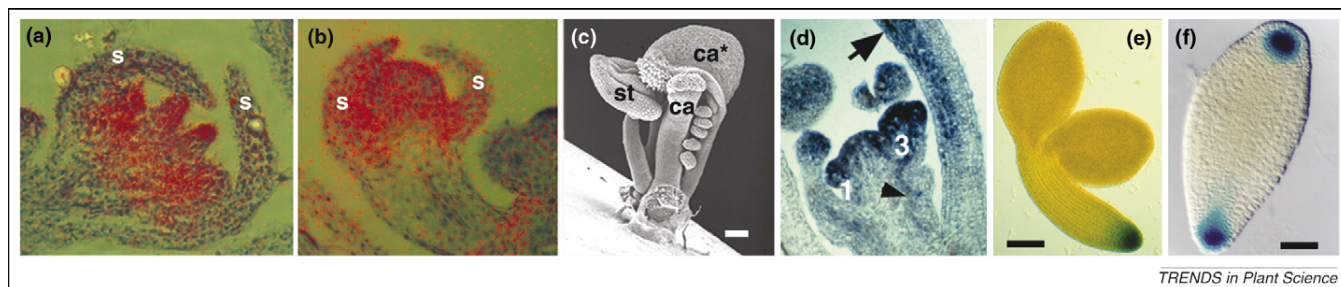 (a) s s
(b) s s
(c) ca* st ca
(d) 1 3
(e)
(f)
TRENDS in Plant Science